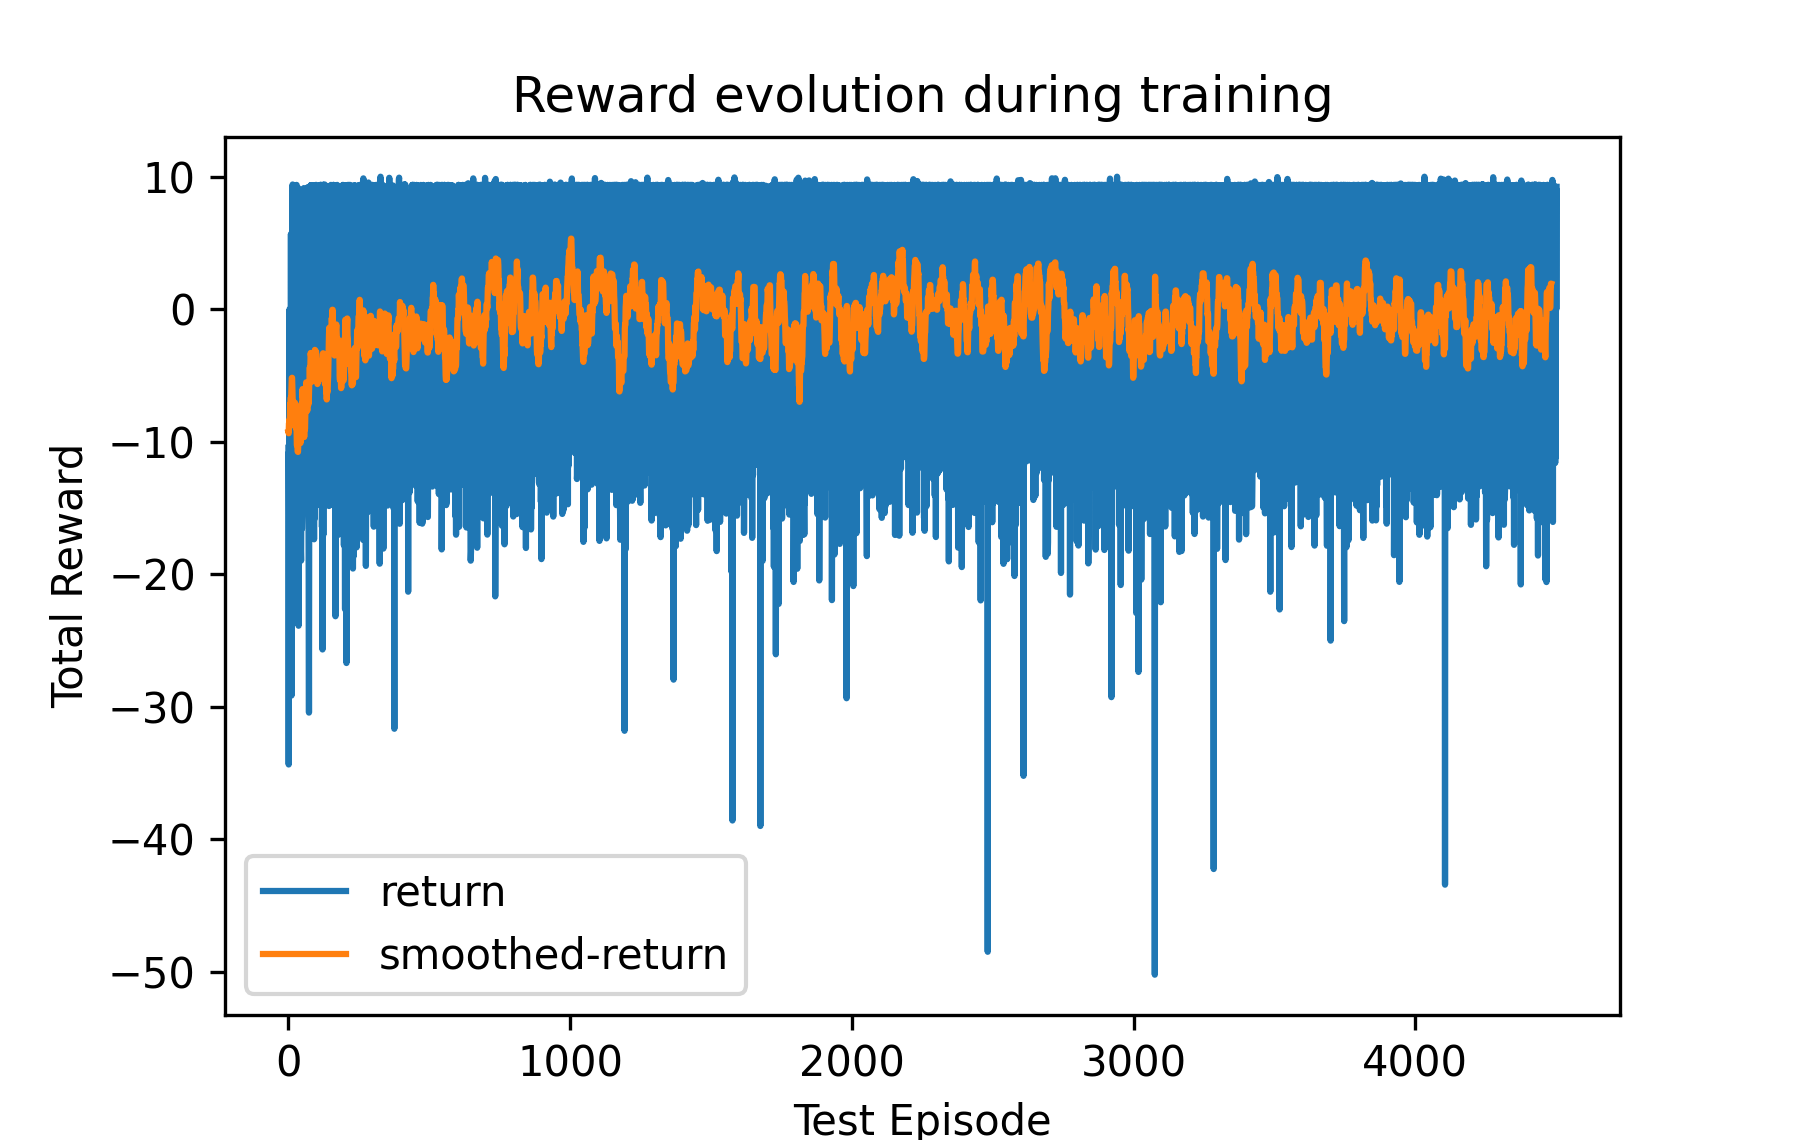 Reward evolution during training
10
0
−10
−20
−30
−40
−50
Total Reward
return
smoothed-return
0 1000 2000 3000 4000
Test Episode